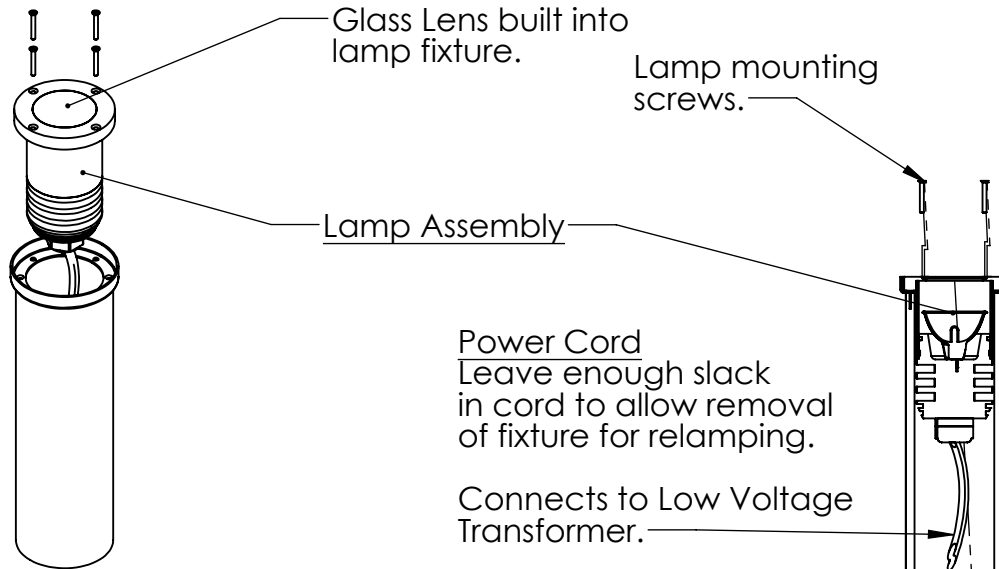 Glass Lens built into
lamp fixture.
Lamp mounting
screws.
Lamp Assembly
Power Cord
Leave enough slack
in cord to allow removal
of fixture for relamping.
Connects to Low Voltage
Transformer.